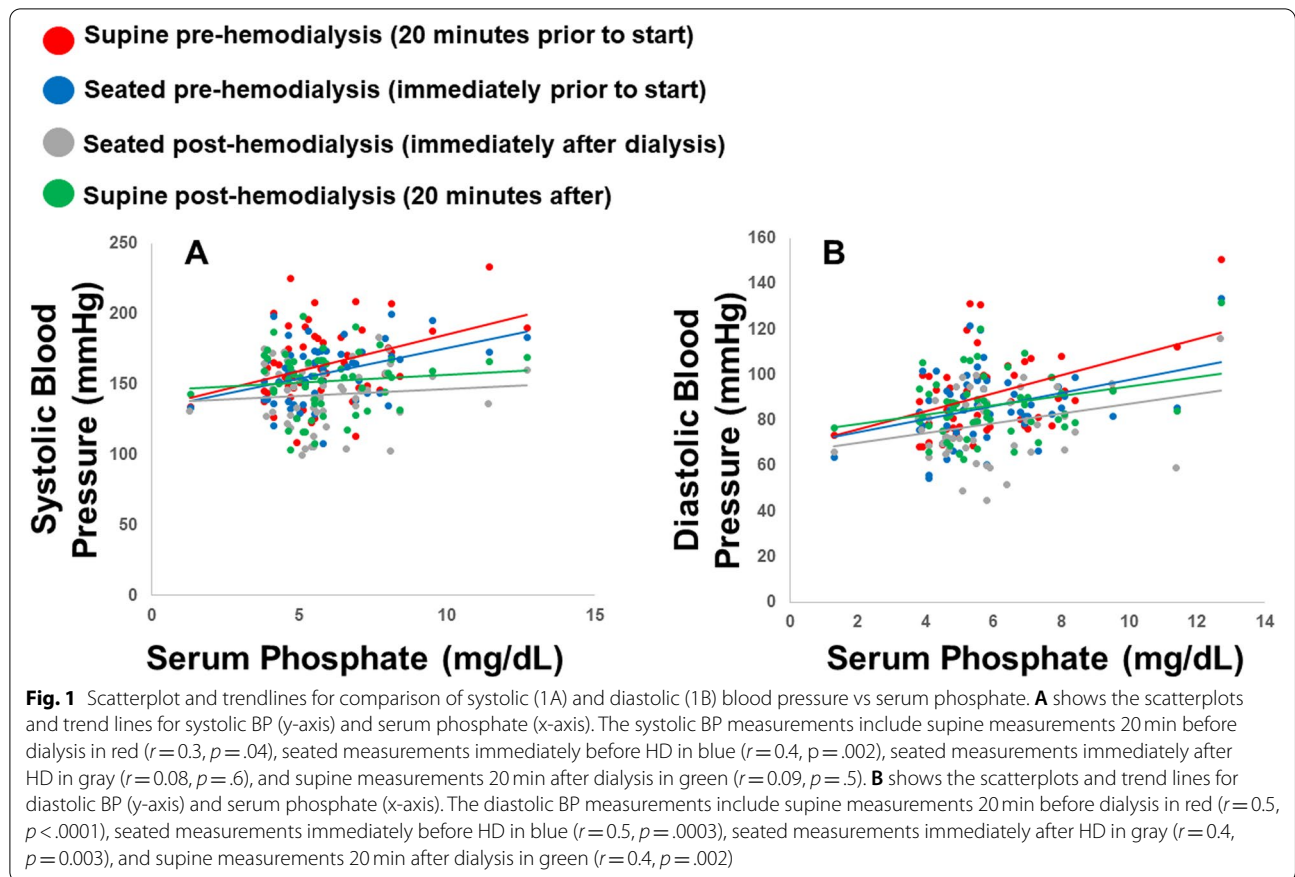 Supine pre-hemodialysis (20 minutes prior to start)
Seated pre-hemodialysis (immediately prior to start)
Seated post-hemodialysis (immediately after dialysis)
Supine post-hemodialysis (20 minutes after)
A
Systolic Blood
Pressure (mmHg)
250
200
150
100
50
0
0 5 10 15
Serum Phosphate (mg/dL)
B
Diastolic Blood
Pressure (mmHg)
160
140
120
100
80
60
40
20
0
0 2 4 6 8 10 12 14
Serum Phosphate (mg/dL)
Fig. 1 Scatterplot and trendlines for comparison of systolic (1A) and diastolic (1B) blood pressure vs serum phosphate. A shows the scatterplots
and trend lines for systolic BP (y-axis) and serum phosphate (x-axis). The systolic BP measurements include supine measurements 20 min before
dialysis in red (r = 0.3, p = .04), seated measurements immediately before HD in blue (r = 0.4, p = .002), seated measurements immediately after
HD in gray (r = 0.08, p = .6), and supine measurements 20 min after dialysis in green (r = 0.09, p = .5). B shows the scatterplots and trend lines for
diastolic BP (y-axis) and serum phosphate (x-axis). The diastolic BP measurements include supine measurements 20 min before dialysis in red (r = 0.5,
p < .0001), seated measurements immediately before HD in blue (r = 0.5, p = .0003), seated measurements immediately after HD in gray (r = 0.4,
p = 0.003), and supine measurements 20 min after dialysis in green (r = 0.4, p = .002)